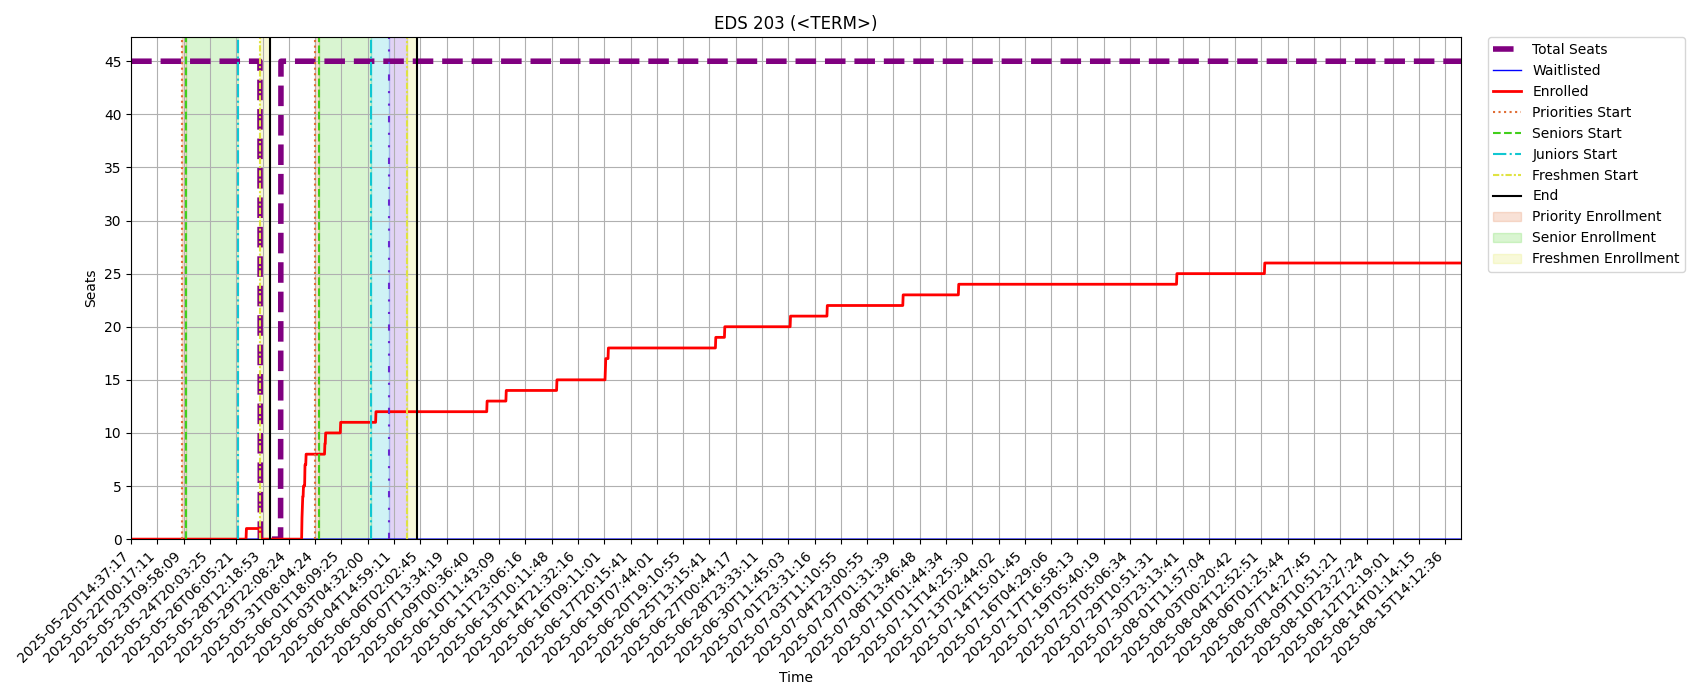 EDS 203 (<TERM>)
Seats
45
40
35
30
25
20
15
10
5
0
2025-05-20T14:37:17
2025-05-22T00:17:11
2025-05-23T09:58:09
2025-05-24T20:03:25
2025-05-26T06:05:21
2025-05-28T12:18:53
2025-05-29T22:08:24
2025-05-31T08:04:24
2025-06-01T18:09:25
2025-06-03T04:32:00
2025-06-04T14:59:11
2025-06-06T02:02:45
2025-06-07T13:34:19
2025-06-09T00:36:40
2025-06-10T11:43:09
2025-06-11T23:06:16
2025-06-13T10:11:48
2025-06-14T21:32:16
2025-06-16T09:11:01
2025-06-17T20:15:41
2025-06-19T07:44:01
2025-06-20T19:10:55
2025-06-25T13:15:41
2025-06-27T00:44:17
2025-06-28T23:33:11
2025-06-30T11:45:03
2025-07-01T23:31:16
2025-07-03T11:10:55
2025-07-04T23:00:55
2025-07-07T01:31:39
2025-07-08T13:46:48
2025-07-10T01:44:34
2025-07-11T14:25:30
2025-07-13T02:44:02
2025-07-14T15:01:45
2025-07-16T04:29:06
2025-07-17T16:58:13
2025-07-19T05:40:19
2025-07-25T05:06:34
2025-07-29T10:51:31
2025-07-30T23:13:41
2025-08-01T11:57:04
2025-08-03T00:20:42
2025-08-04T12:52:51
2025-08-06T01:25:44
2025-08-07T14:27:45
2025-08-09T10:51:21
2025-08-10T23:27:24
2025-08-12T12:19:01
2025-08-14T01:14:15
2025-08-15T14:12:36
Time
Total Seats
Waitlisted
Enrolled
Priorities Start
Seniors Start
Juniors Start
Freshmen Start
End
Priority Enrollment
Senior Enrollment
Freshmen Enrollment